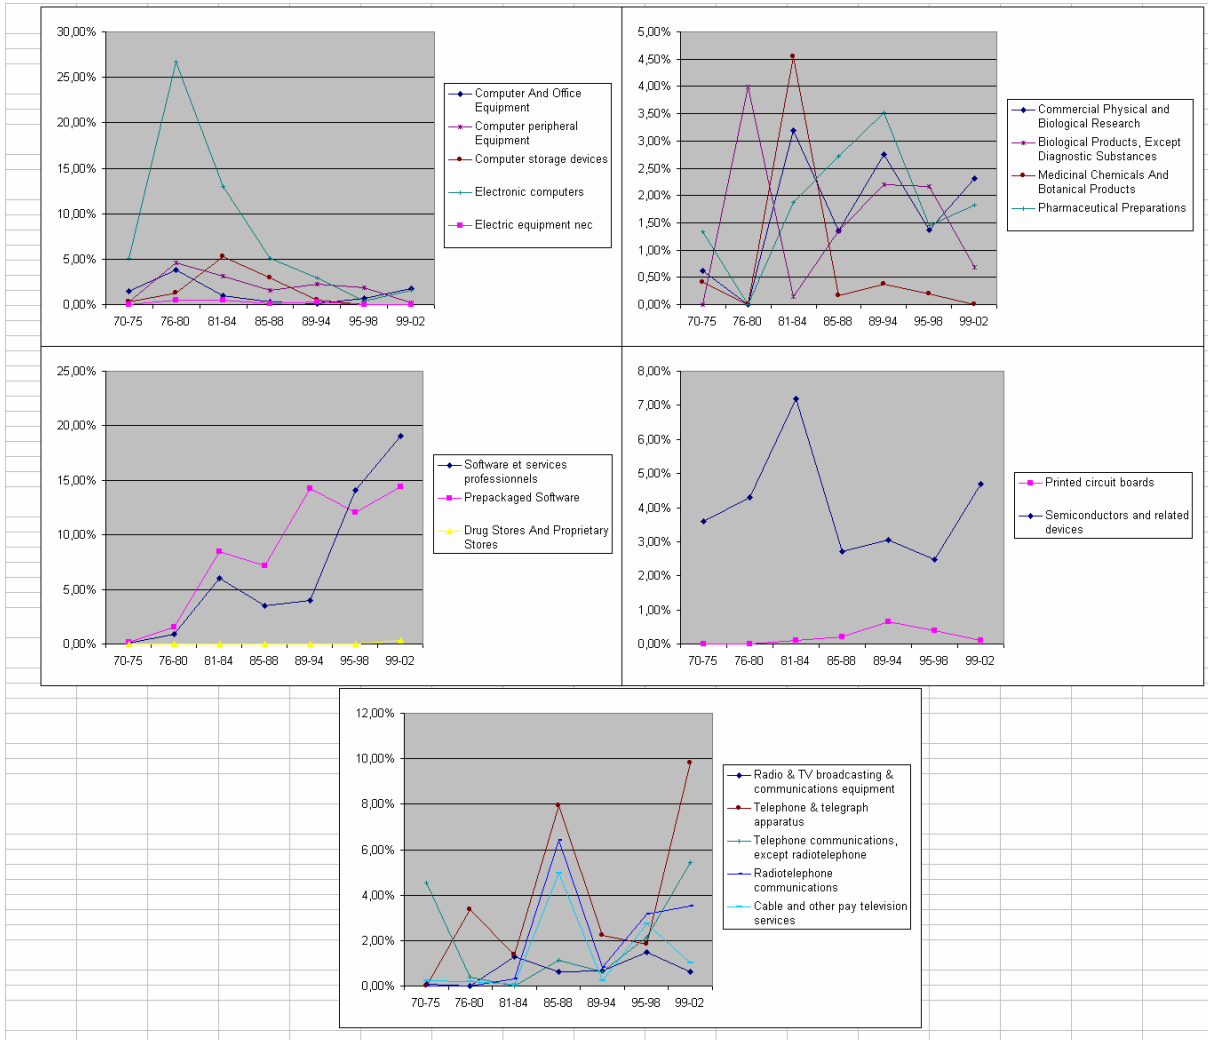 30,00%
25,00%
20,00%
15,00%
10,00%
5,00%
0,00%
70-75 76-80 81-84 85-88 89-94 95-98 99-02
Computer And Office
Equipment
Computer peripheral
Equipment
Computer storage devices
Electronic computers
Electric equipment nec
5,00%
4,50%
4,00%
3,50%
3,00%
2,50%
2,00%
1,50%
1,00%
0,50%
0,00%
70-75 76-80 81-84 85-88 89-94 95-98 99-02
Commercial Physical and
Biological Research
Biological Products, Except
Diagnostic Substances
Medicinal Chemicals And
Botanical Products
Pharmaceutical Preparations
25,00%
20,00%
15,00%
10,00%
5,00%
0,00%
70-75 76-80 81-84 85-88 89-94 95-98 99-02
Software et services
professionnels
Prepackaged Software
Drug Stores And Proprietary
Stores
8,00%
7,00%
6,00%
5,00%
4,00%
3,00%
2,00%
1,00%
0,00%
70-75 76-80 81-84 85-88 89-94 95-98 99-02
Printed circuit boards
Semiconductors and related
devices
12,00%
10,00%
8,00%
6,00%
4,00%
2,00%
0,00%
70-75 76-80 81-84 85-88 89-94 95-98 99-02
Radio & TV broadcasting &
communications equipment
Telephone & telegraph
apparatus
Telephone communications,
except radiotelephone
Radiotelephone
communications
Cable and other pay television
services